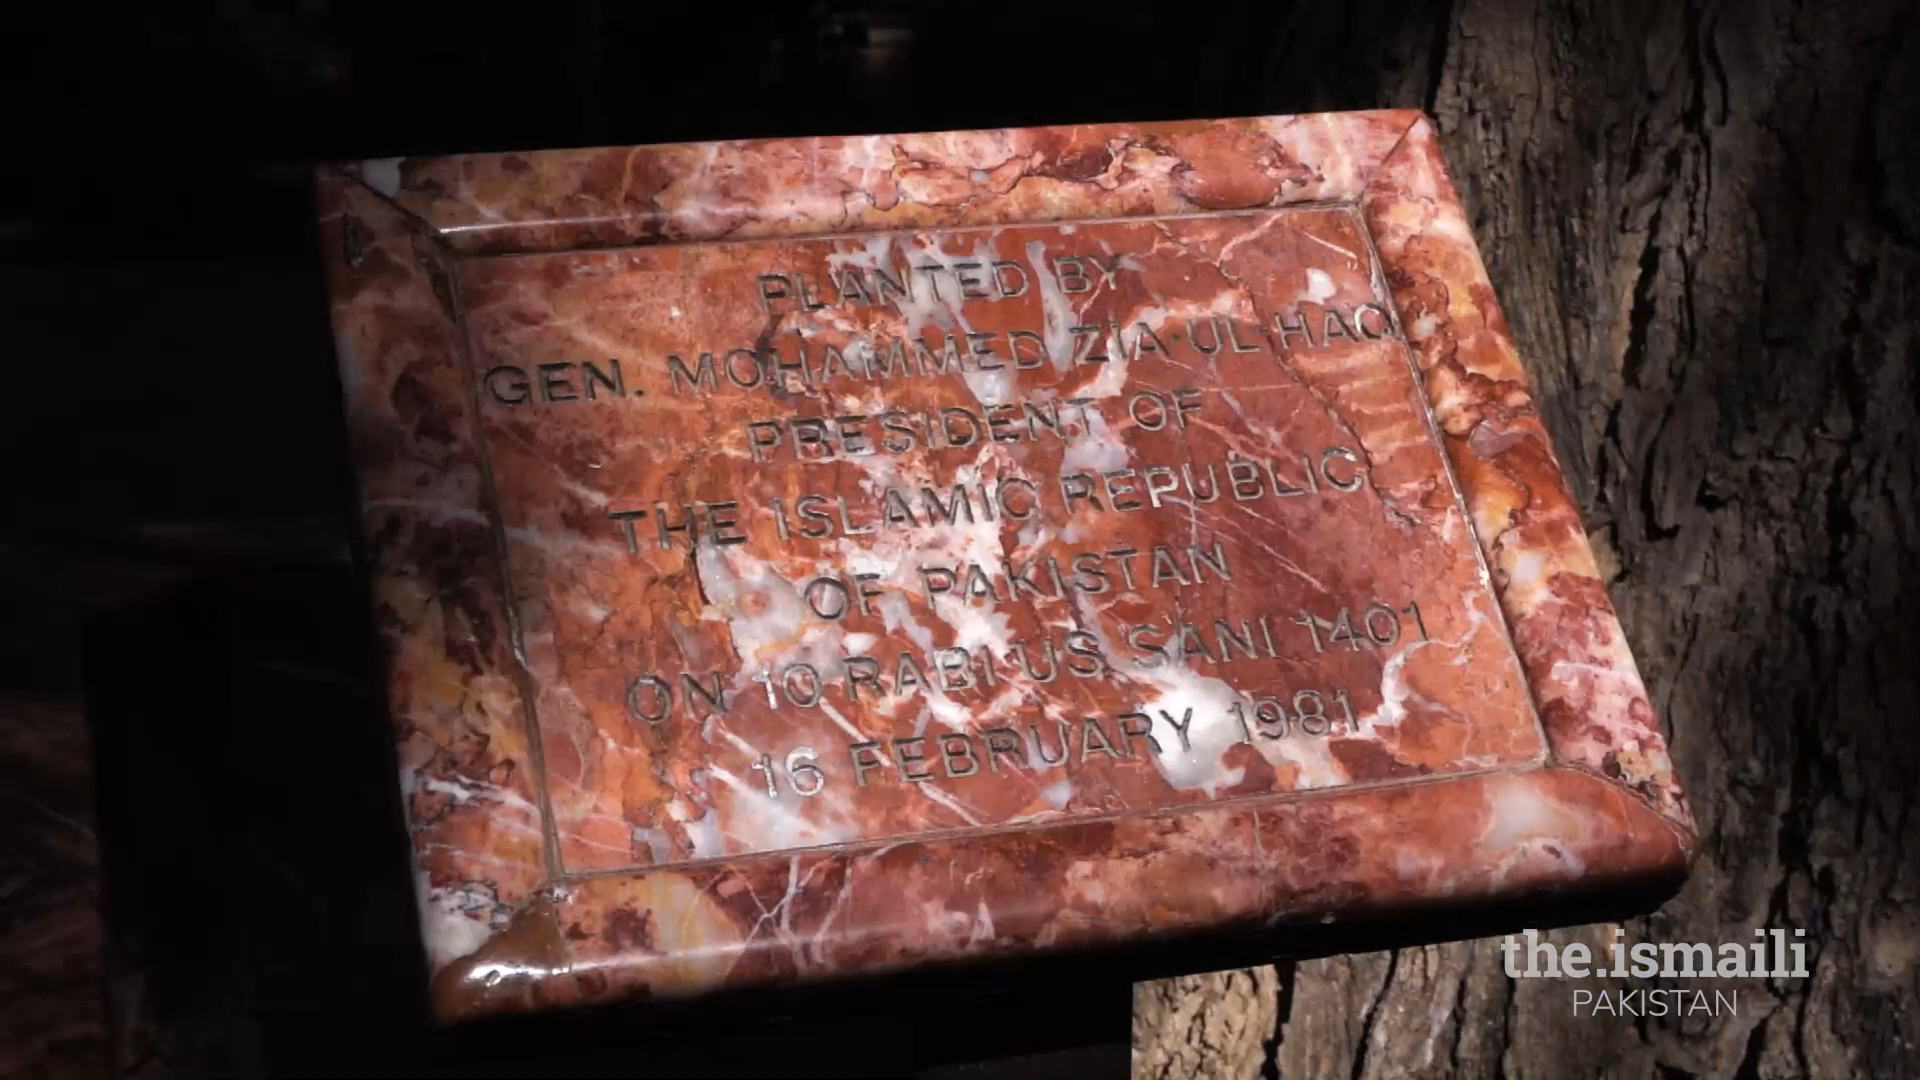 PLANTED BY
GEN. MOHAMMED ZIA-UL-HAQ
PRESIDENT OF
THE ISLAMIC REPUBLIC
OF PAKISTAN
ON 10 RABI US SANI 1401
16 FEBRUARY 1981
the.ismaili
PAKISTAN